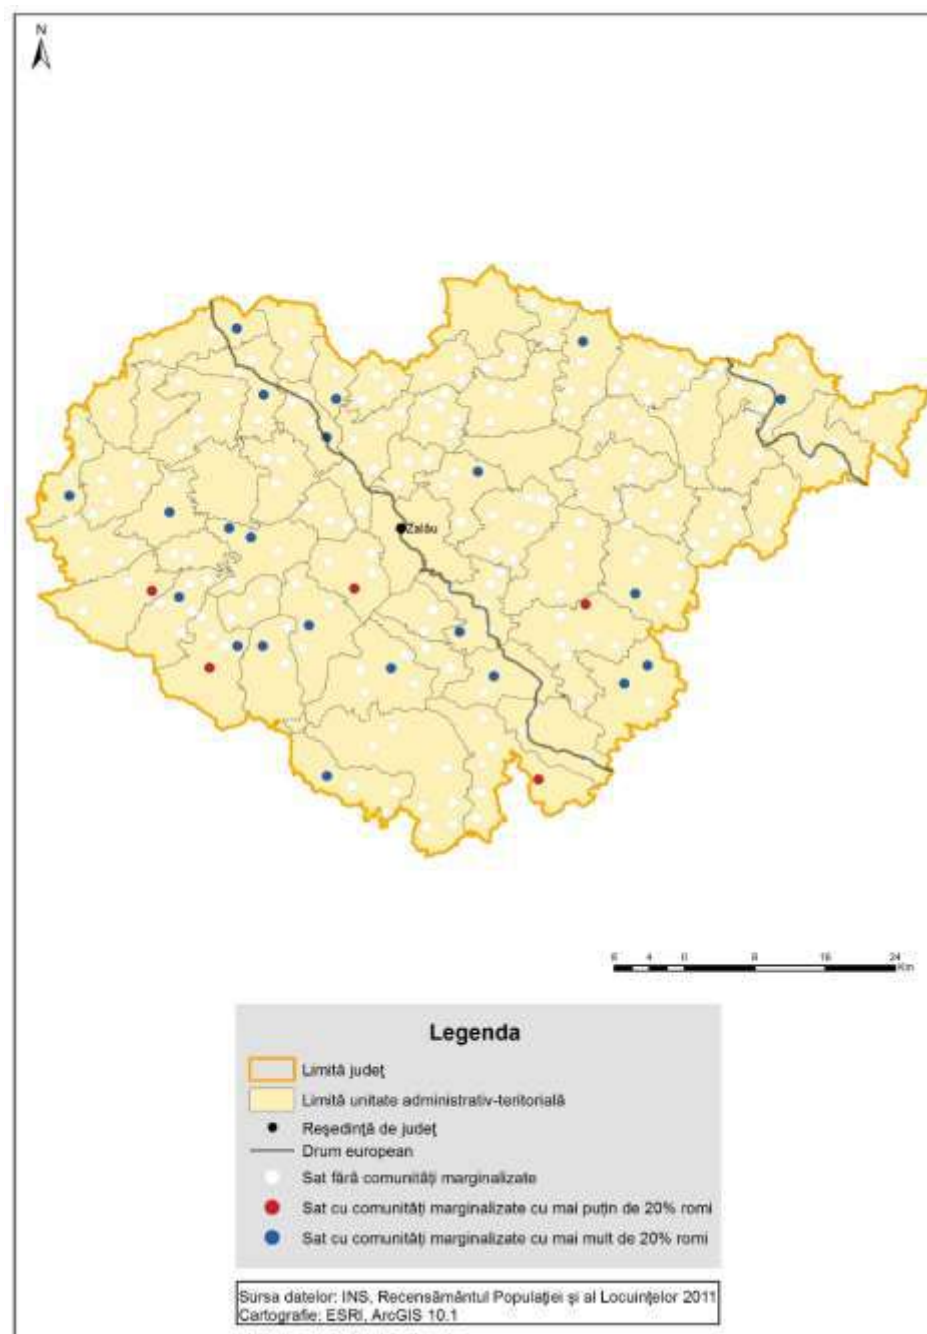 N
Zalău
8 4 0 8 16 24
Km
Legenda
Limită județ
Limită unitate administrativ-teritorială
Reședință de județ
Drum european
Sat fără comunități marginalizate
Sat cu comunități marginalizate cu mai puțin de 20% romi
Sat cu comunități marginalizate cu mai mult de 20% romi
Sursa datelor: INS, Recensământul Populației și al Locuințelor 2011
Cartografie: ESRI, ArcGIS 10.1